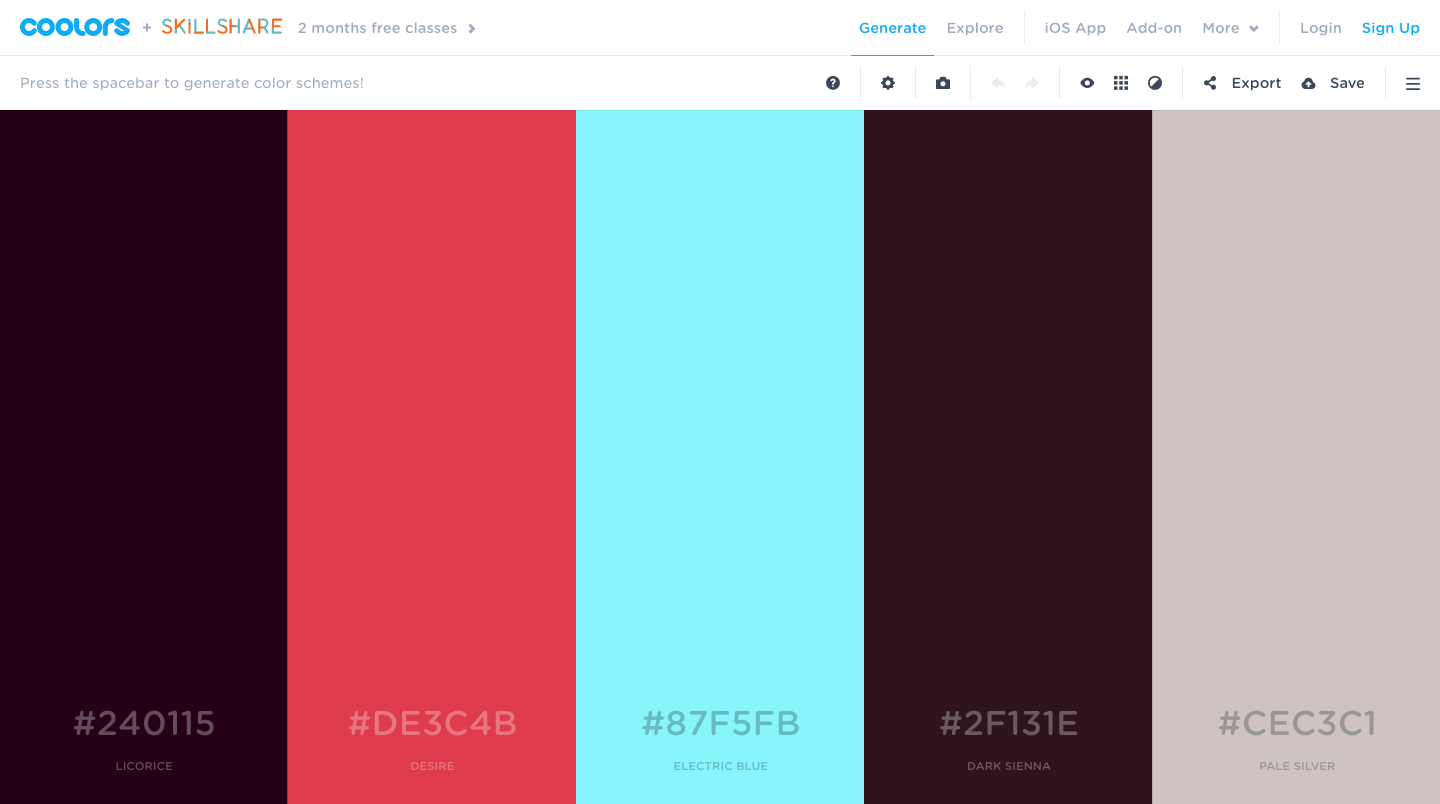 coolors + SKILLSHARE 2 months free classes Generate Explore iOS App Add-on More Login Sign Up
Press the spacebar to generate color schemes! Export Save
#240115 #DE3C4B #87F5FB #2F131E #CEC3C1
LICORICE DESIRE ELECTRIC BLUE DARK SIENNA PALE SILVER